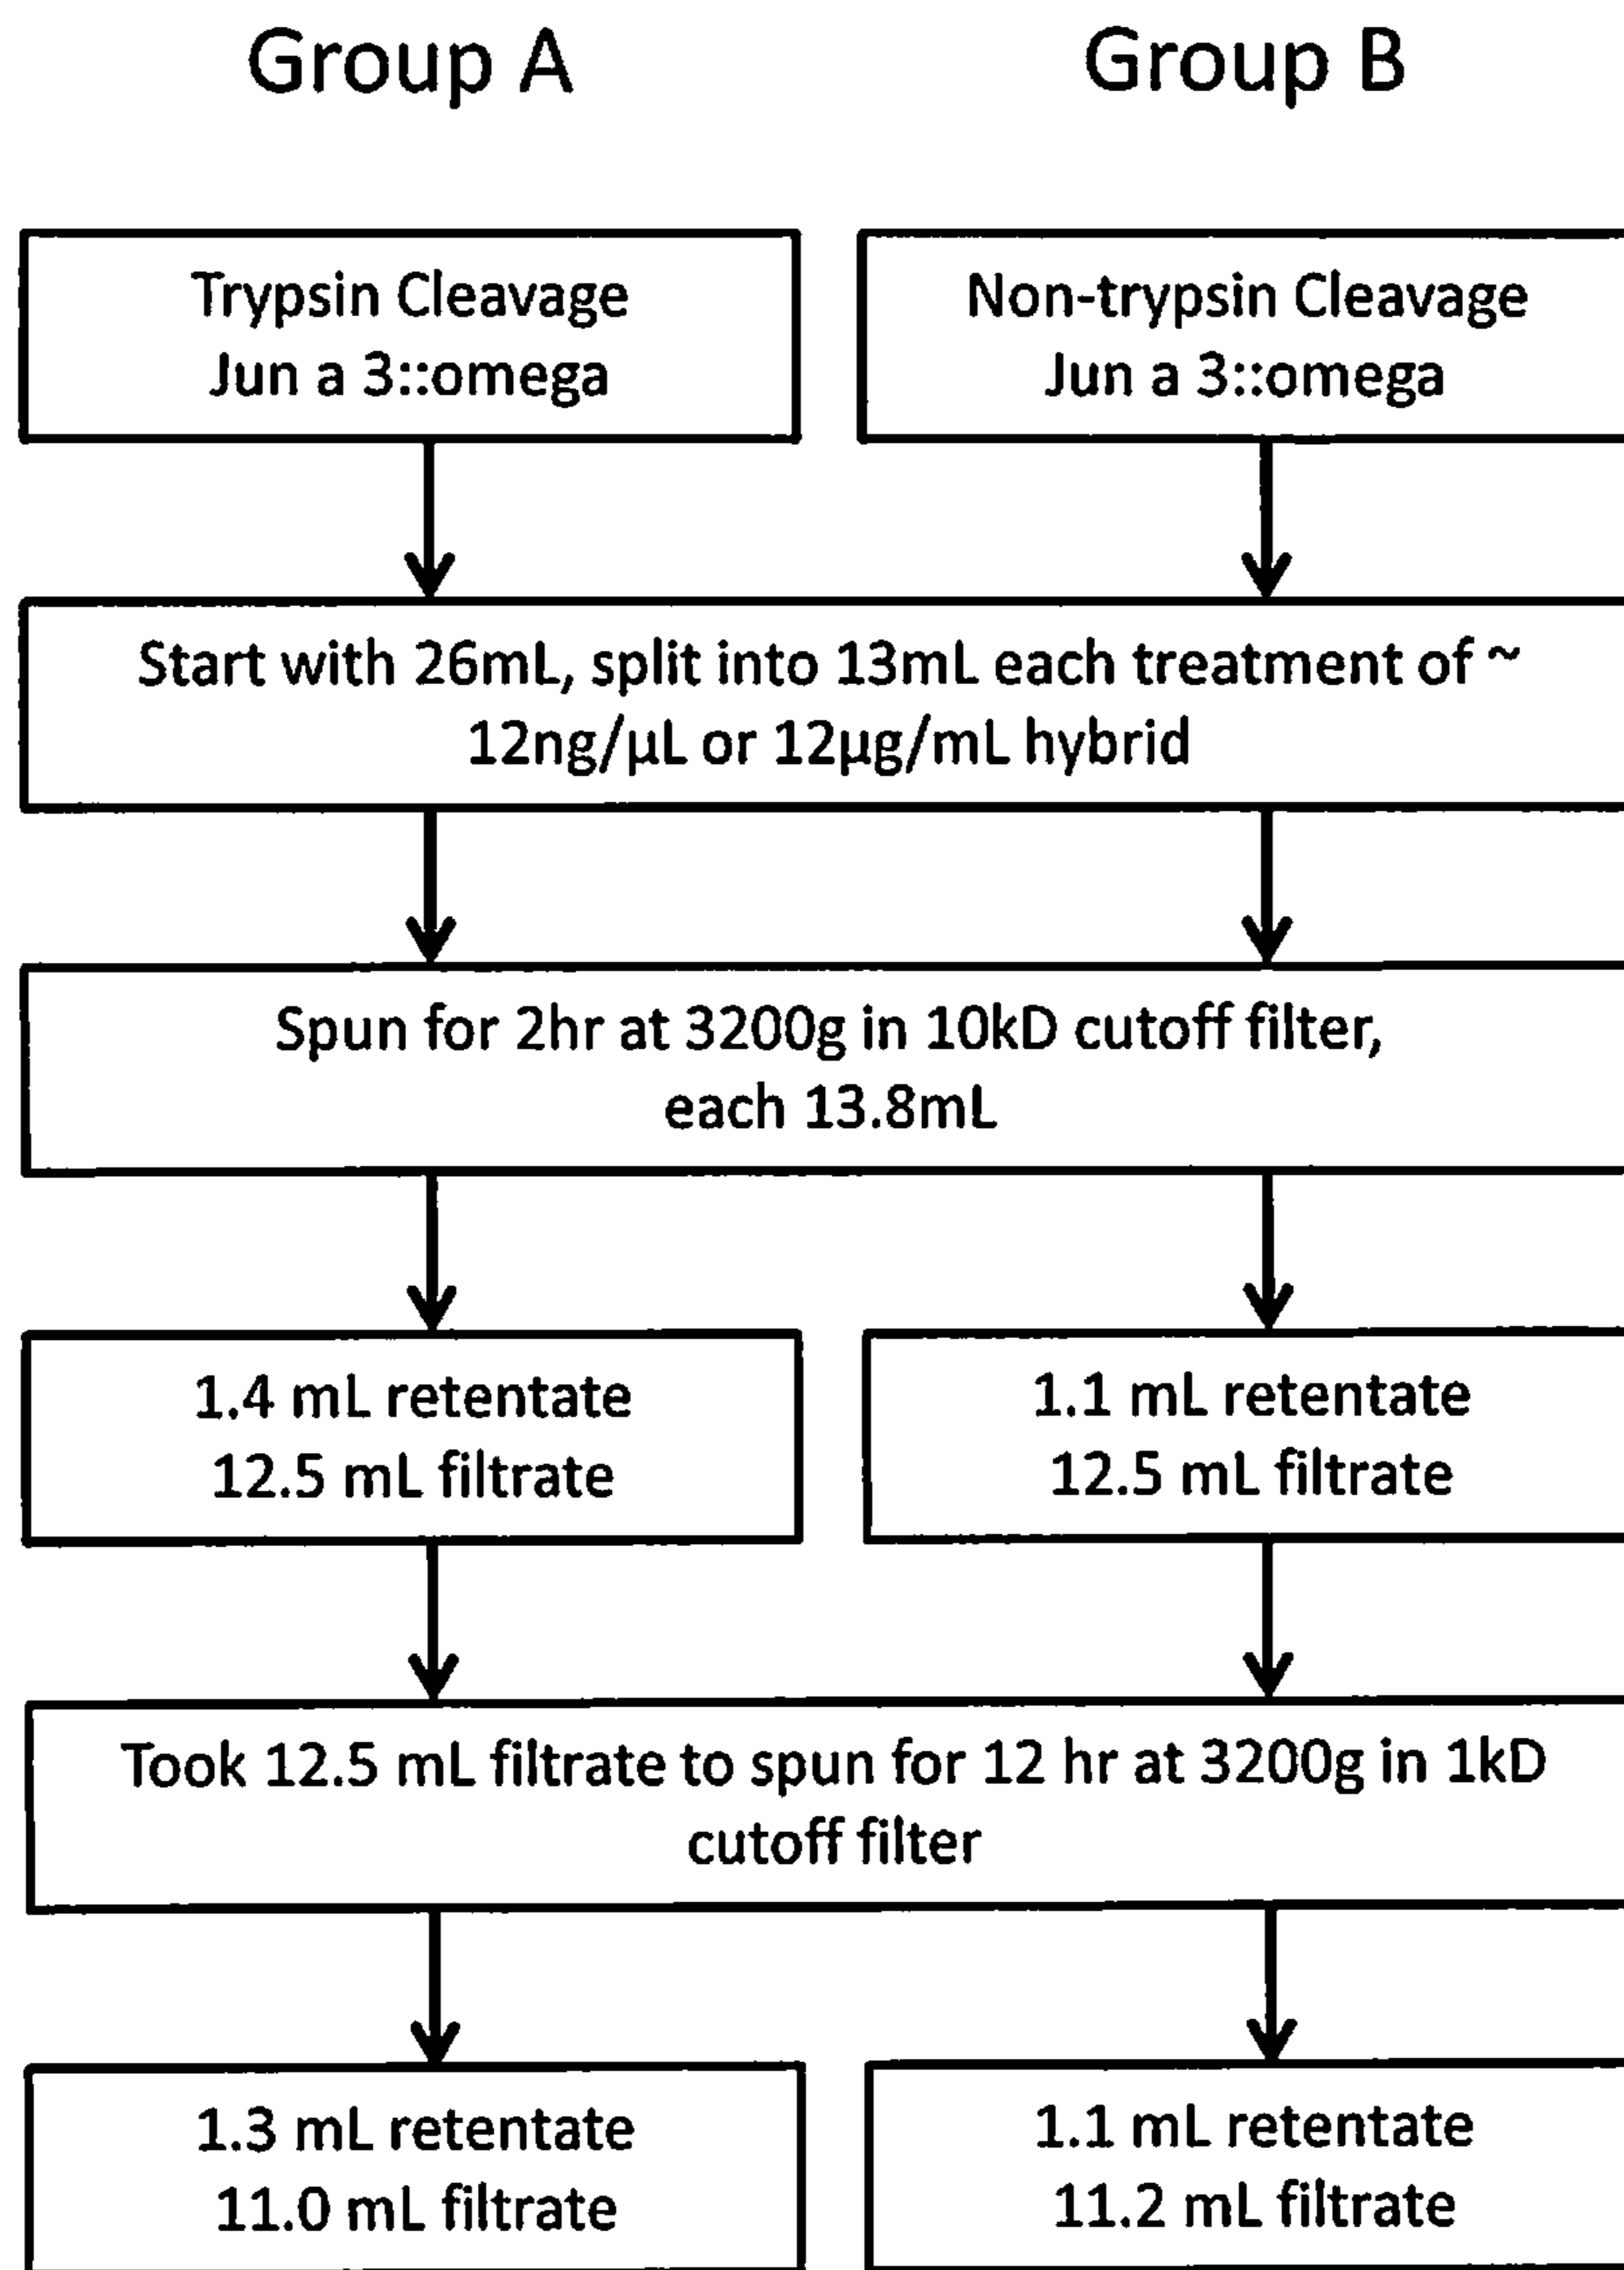 Group A
Group B
Trypsin Cleavage
Jun a 3::omega
Non-trypsin Cleavage
Jun a 3::omega
Start with 26mL, split into 13mL each treatment of ~
12ng/µL or 12µg/mL hybrid
Spun for 2hr at 3200g in 10kD cutoff filter,
each 13.8mL
1.4 mL retentate
12.5 mL filtrate
1.1 mL retentate
12.5 mL filtrate
Took 12.5 mL filtrate to spun for 12 hr at 3200g in 1kD
cutoff filter
1.3 mL retentate
11.0 mL filtrate
1.1 mL retentate
11.2 mL filtrate